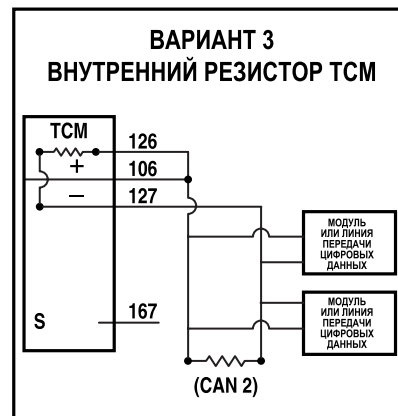 ВАРИАНТ 3
ВНУТРЕННИЙ РЕЗИСТОР TCM
TCM
126
+
106
–
127
МОДУЛЬ
ИЛИ ЛИНИЯ
ПЕРЕДАЧИ
ЦИФРОВЫХ
ДАННЫХ
S
167
МОДУЛЬ
ИЛИ ЛИНИЯ
ПЕРЕДАЧИ
ЦИФРОВЫХ
ДАННЫХ
(CAN 2)